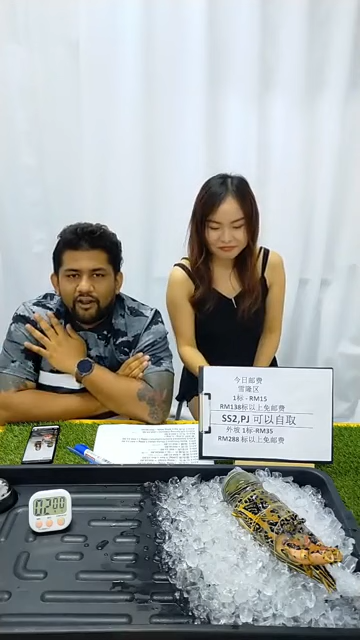 今日邮费
雪隆区
1标 - RM15
RM138标以上免邮费
SS2,PJ 可以自取
外坡 1标-RM35
RM288 标以上免邮费
02:00